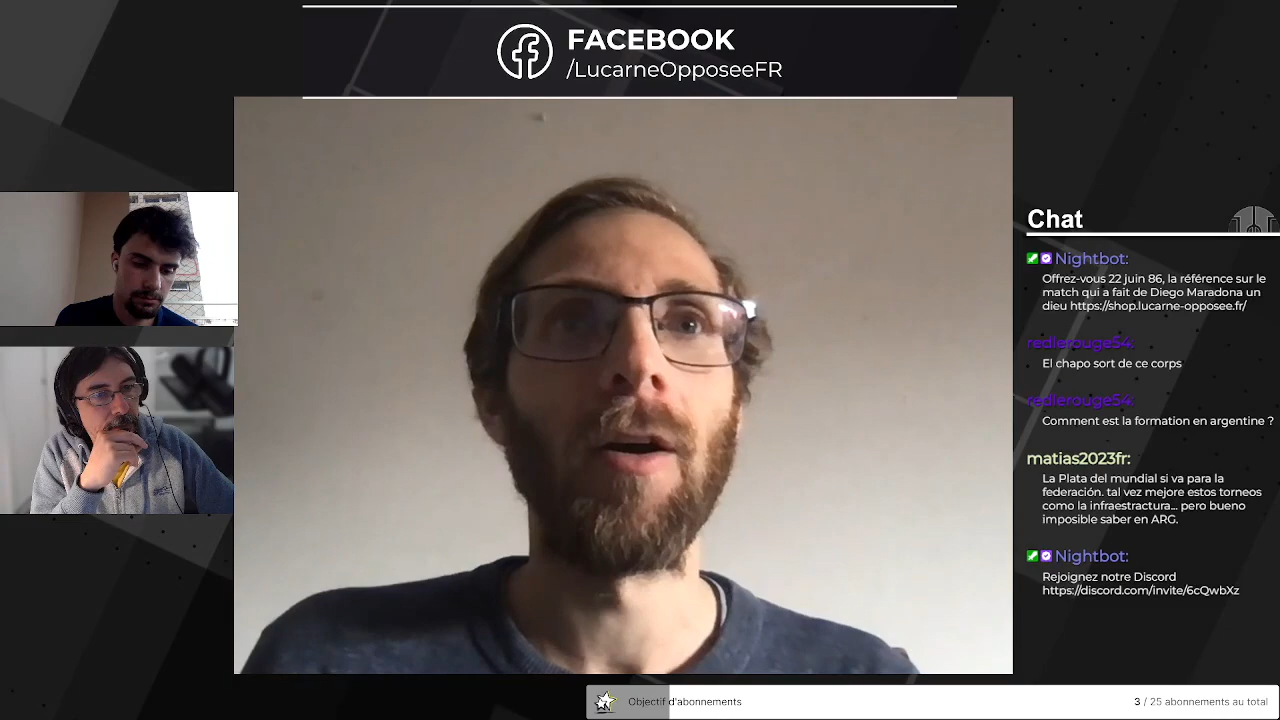 FACEBOOK
/LucarneOpposeeFR
Chat
Nightbot:
Offrez-vous 22 juin 86, la référence sur le
match qui a fait de Diego Maradona un
dieu https://shop.lucarne-opposee.fr/
redlerouge54:
El chapo sort de ce corps
redlerouge54:
Comment est la formation en argentine ?
matias2023fr:
La Plata del mundial si va para la
federación. tal vez mejore estos torneos
como la infraestractura... pero bueno
imposible saber en ARG.
Nightbot:
Rejoignez notre Discord
https://discord.com/invite/6cQwbXz
Objectif d'abonnements
3 / 25 abonnements au total